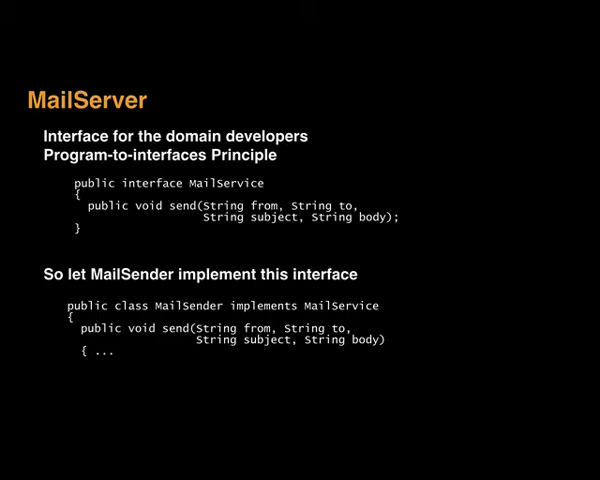 MailServer
Interface for the domain developers
Program-to-interfaces Principle
public interface MailService
{
public void send(String from, String to,
String subject, String body);
}
So let MailSender implement this interface
public class MailSender implements MailService
{
public void send(String from, String to,
String subject, String body)
{ ...